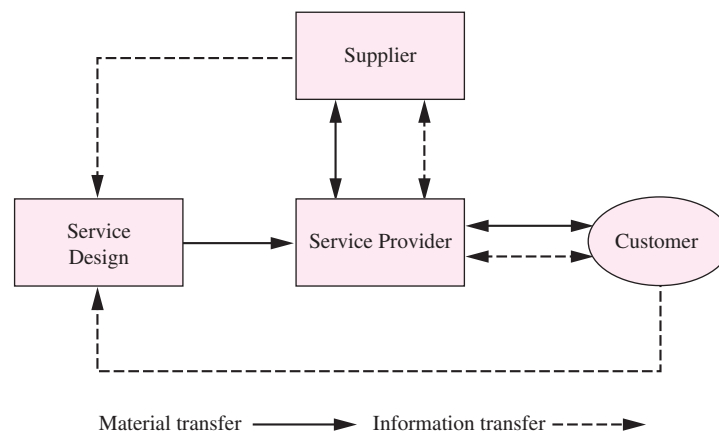 Supplier
Service
Design
Service Provider
Customer
Material transfer
Information transfer